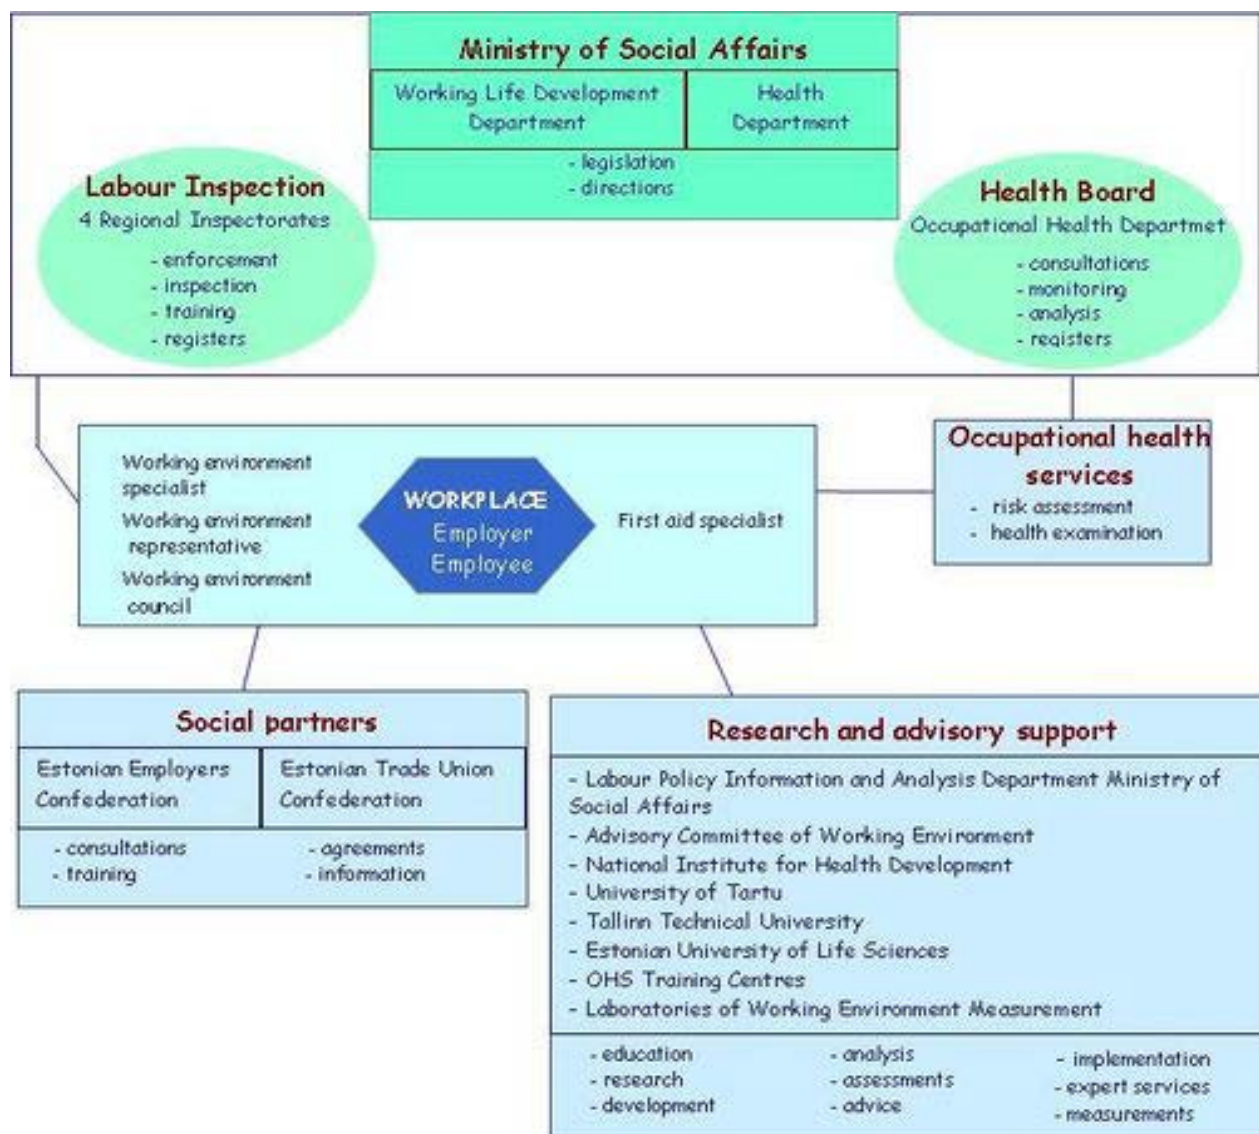 Ministry of Social Affairs
Working Life Development
Department
Health
Department
- legislation
- directions
Labour Inspection
4 Regional Inspectorates
- enforcement
- inspection
- training
- registers
Health Board
Occupational Health Departmet
- consultations
- monitoring
- analysis
- registers
Working environment
specialist
Working environment
representative
Working environment
council
WORKPLACE
Employer
Employee
First aid specialist
Occupational health
services
- risk assessment
- health examination
Social partners
Estonian Employers
Confederation
Estonian Trade Union
Confederation
- consultations
- training
- agreements
- information
Research and advisory support
- Labour Policy Information and Analysis Department Ministry of
Social Affairs
- Advisory Committee of Working Environment
- National Institute for Health Development
- University of Tartu
- Tallinn Technical University
- Estonian University of Life Sciences
- OHS Training Centres
- Laboratories of Working Environment Measurement
- education
- research
- development
- analysis
- assessments
- advice
- implementation
- expert services
- measurements